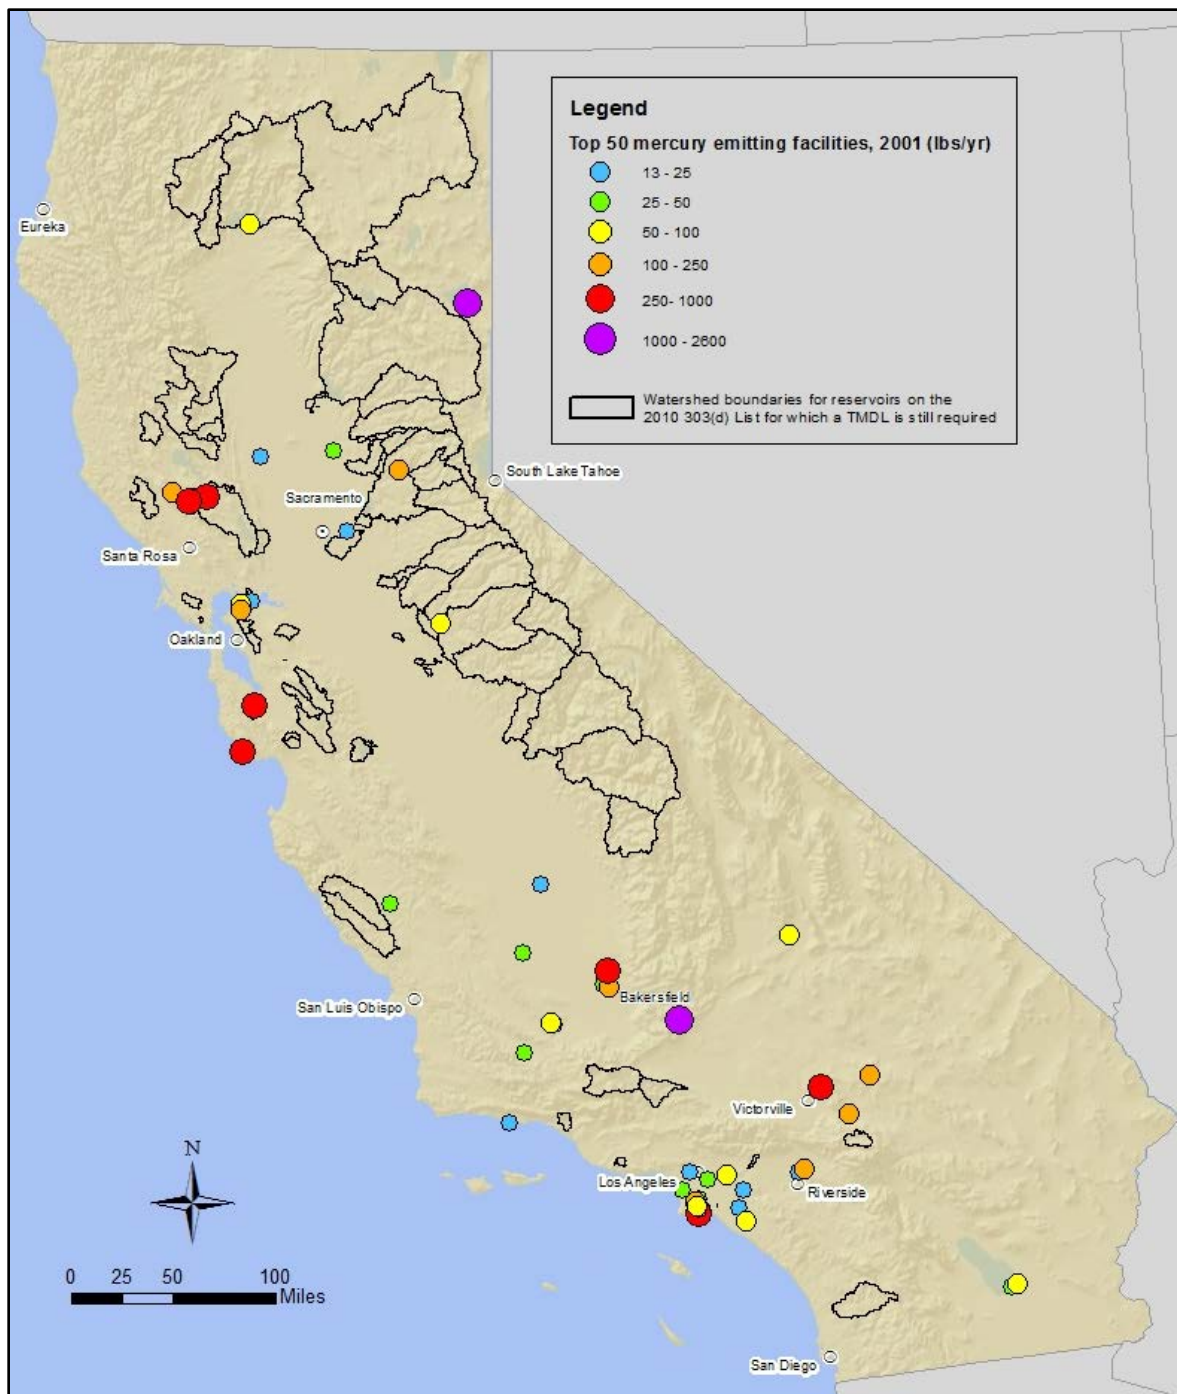 Legend
Top 50 mercury emitting facilities, 2001 (lbs/yr)
13 - 25
25 - 50
50 - 100
100 - 250
250- 1000
1000 - 2600
Watershed boundaries for reservoirs on the
2010 303(d) List for which a TMDL is still required
Eureka
South Lake Tahoe
Sacramento
Santa Rosa
Oakland
San Luis Obispo
Bakersfield
Victorville
Los Angeles
Riverside
San Diego
N
0 25 50 100
Miles